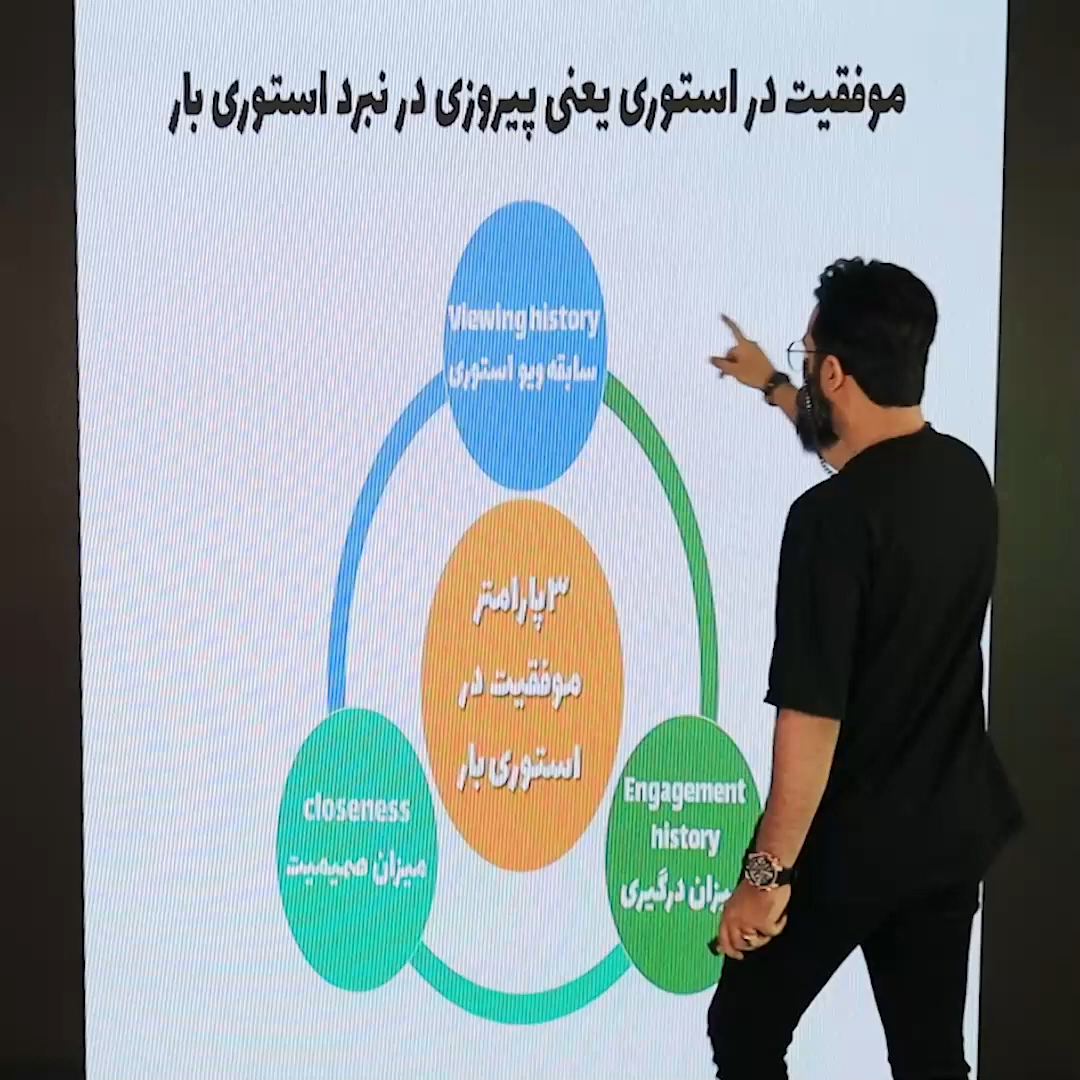 موفقیت در استوری یعنی پیروزی در نبرد استوری بار
Viewing history
سابقه ویو استوری
۳ پارامتر
موفقیت در
استوری بار
Engagement
history
درگیری
closeness
میزان صمیمیت